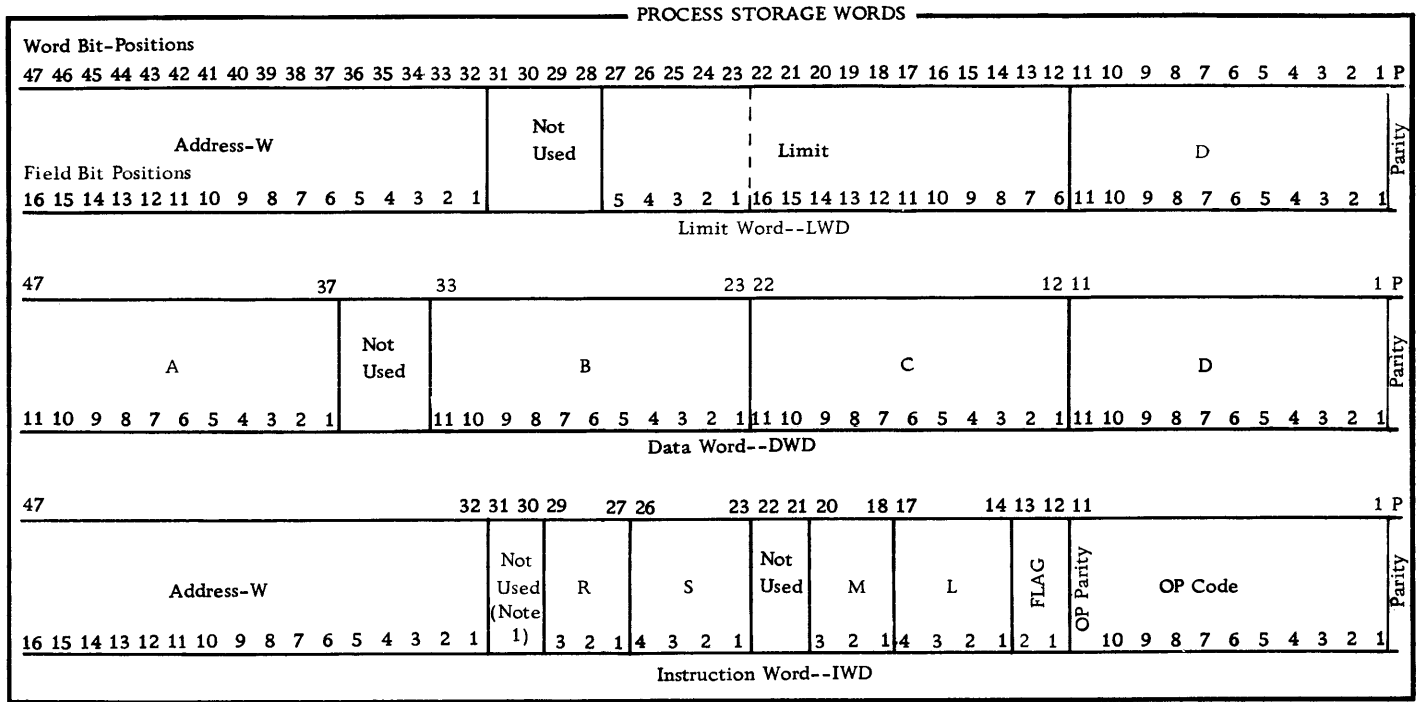 PROCESS STORAGE WORDS
Word Bit-Positions
47 46 45 44 43 42 41 40 39 38 37 36 35 34 33 32 31 30 29 28 27 26 25 24 23 22 21 20 19 18 17 16 15 14 13 12 11 10 9 8 7 6 5 4 3 2 1 P
Address-W
Not
Used
Limit
D
Parity
Field Bit Positions
16 15 14 13 12 11 10 9 8 7 6 5 4 3 2 1 5 4 3 2 1 16 15 14 13 12 11 10 9 8 7 6 11 10 9 8 7 6 5 4 3 2 1
Limit Word--LWD
47 37 33 23 22 12 11 1 P
A
Not
Used
B
C
D
Parity
11 10 9 8 7 6 5 4 3 2 1 11 10 9 8 7 6 5 4 3 2 1 11 10 9 8 7 6 5 4 3 2 1 11 10 9 8 7 6 5 4 3 2 1
Data Word--DWD
47 32 31 30 29 27 26 23 22 21 20 18 17 14 13 12 11 1 P
Address-W
Not
Used
(Note
1)
R
S
Not
Used
M
L
FLAG
OP Parity
OP Code
Parity
16 15 14 13 12 11 10 9 8 7 6 5 4 3 2 1 3 2 1 4 3 2 1 3 2 1 4 3 2 1 2 1 10 9 8 7 6 5 4 3 2 1
Instruction Word--IWD